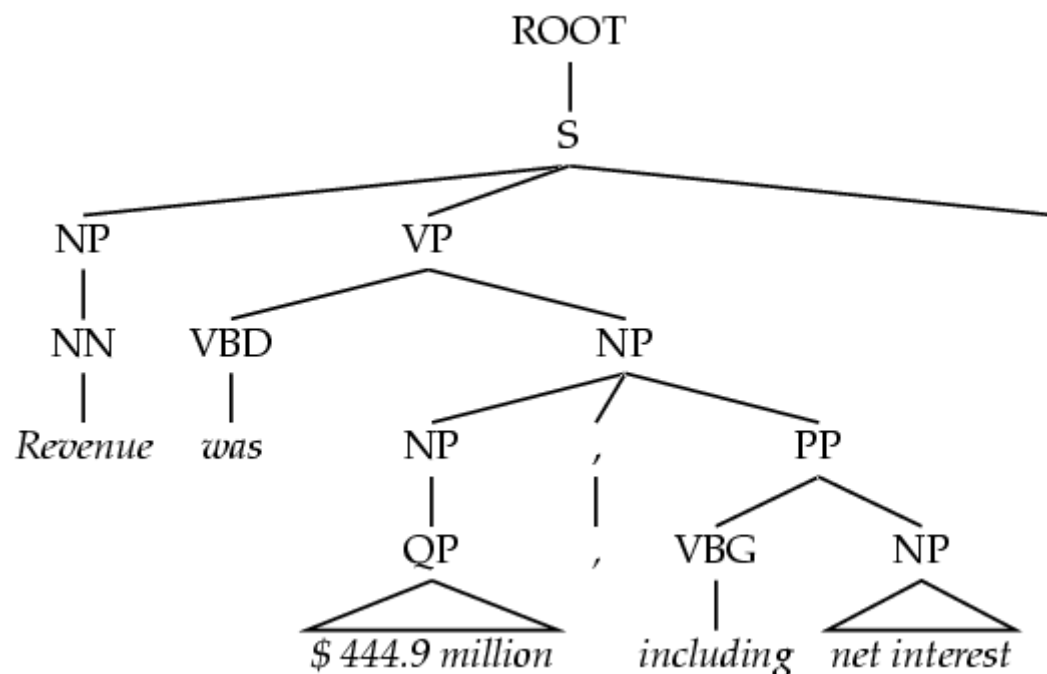 ROOT
S
NP VP
NN VBD NP
Revenue was NP , PP
QP , VBG NP
$ 444.9 million including net interest